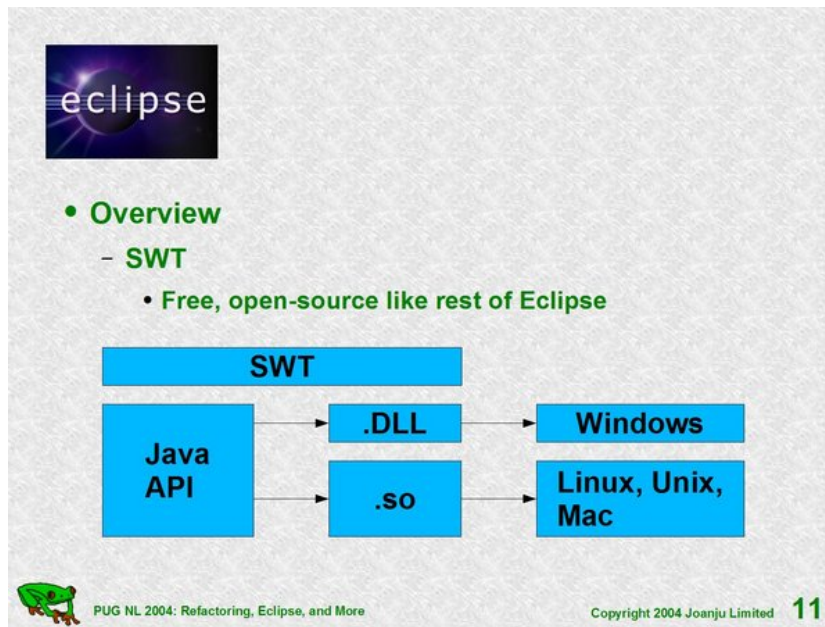 eclipse
• Overview
– SWT
• Free, open-source like rest of Eclipse
SWT
Java
API
.DLL
Windows
.so
Linux, Unix,
Mac
PUG NL 2004: Refactoring, Eclipse, and More
Copyright 2004 Joanju Limited
11